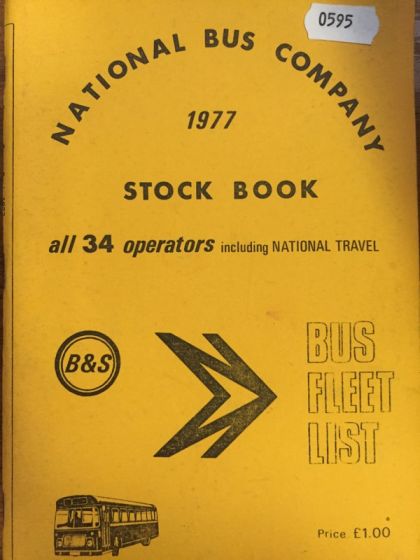 0595
NATIONAL BUS COMPANY
1977
STOCK BOOK
all 34 operators including NATIONAL TRAVEL
B&S
BUS
FLEET
LIST
Price £1.00